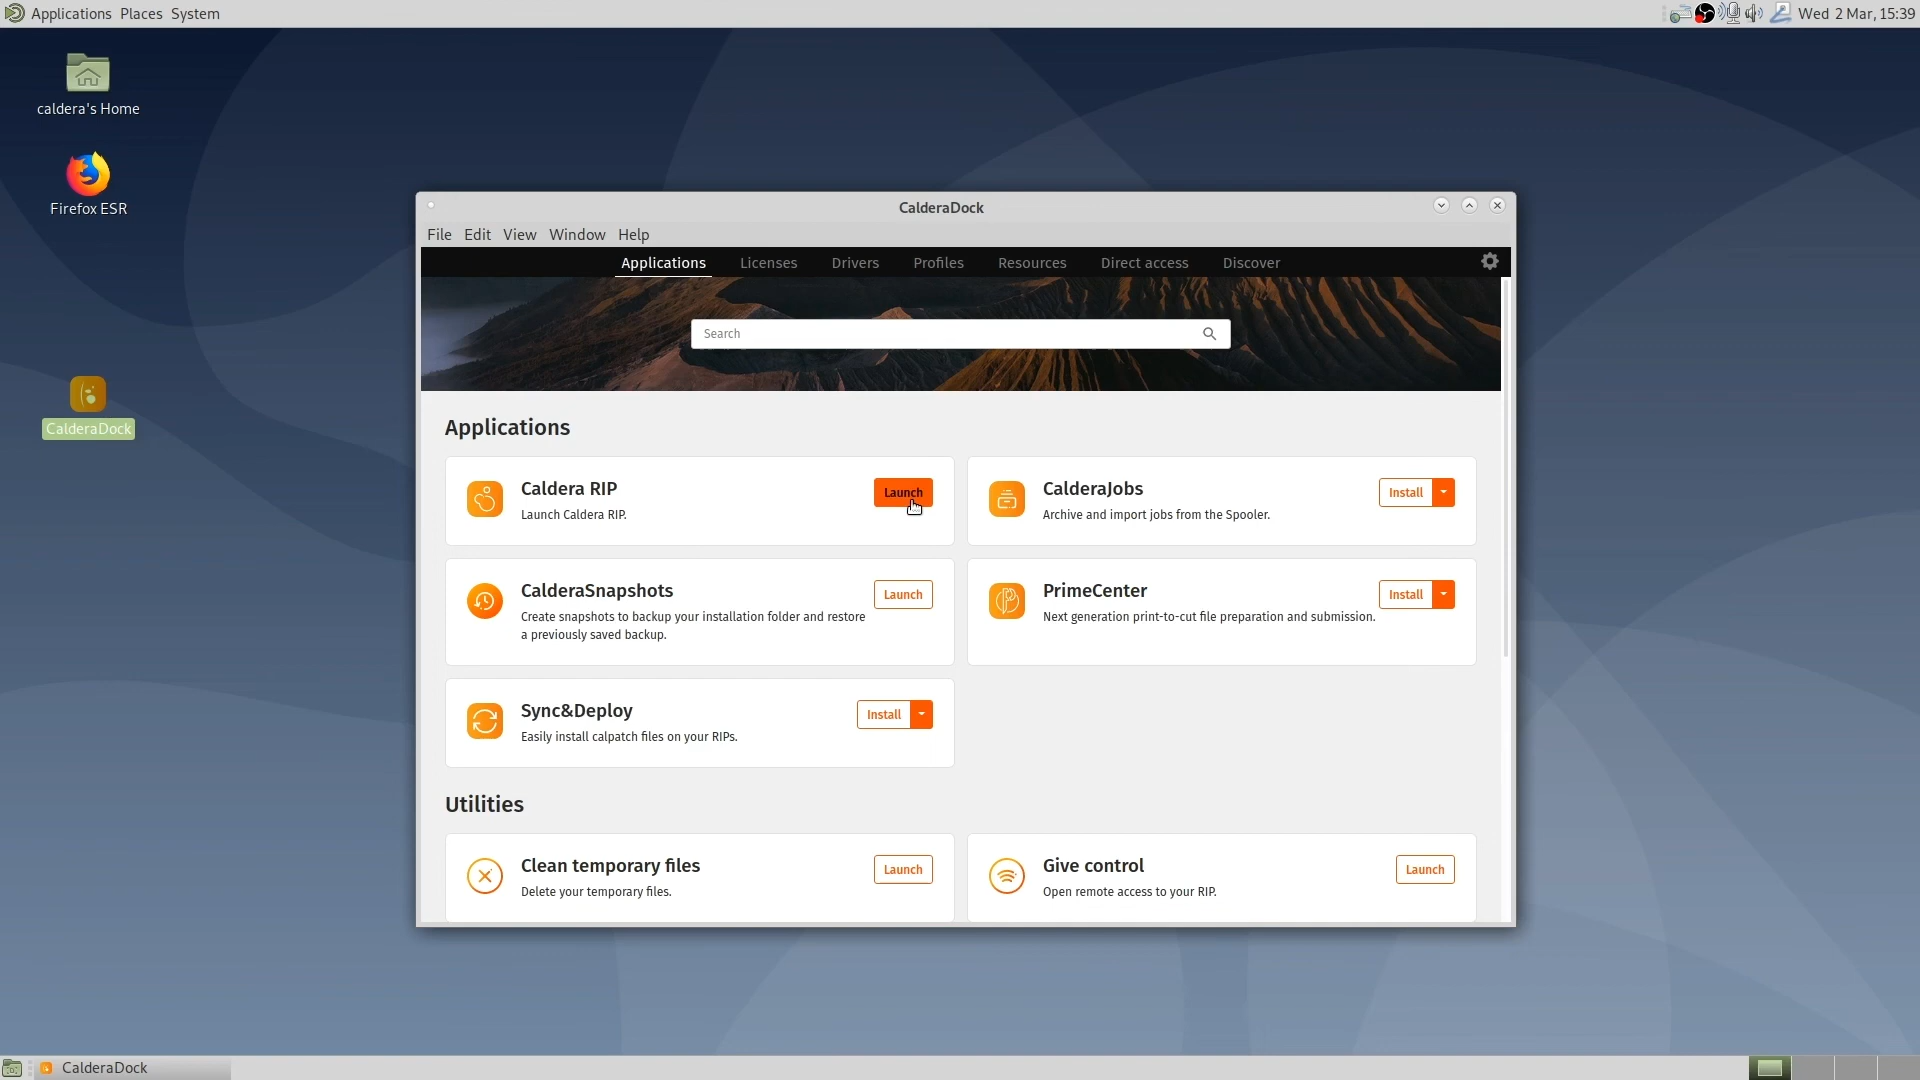 Applications Places System
Wed 2 Mar, 15:39
caldera's Home
Firefox ESR
CalderaDock
CalderaDock
File Edit View Window Help
Applications Licenses Drivers Profiles Resources Direct access Discover
Search
Applications
Caldera RIP
Launch Caldera RIP.
Launch
CalderaJobs
Archive and import jobs from the Spooler.
Install
CalderaSnapshots
Create snapshots to backup your installation folder and restore
a previously saved backup.
Launch
PrimeCenter
Next generation print-to-cut file preparation and submission.
Install
Sync&Deploy
Easily install calpatch files on your RIPs.
Install
Utilities
Clean temporary files
Delete your temporary files.
Launch
Give control
Open remote access to your RIP.
Launch
CalderaDock